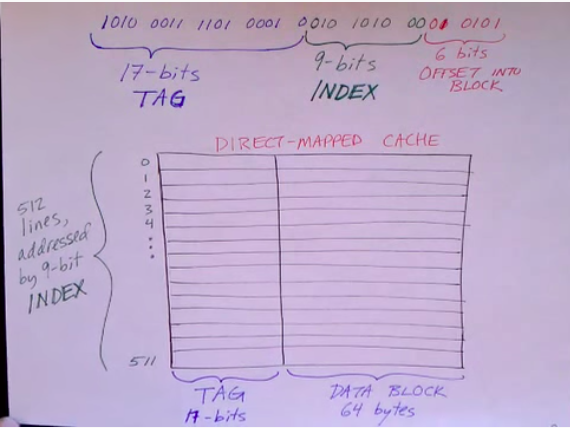 1010 0011 1101 0001 0010 1010 0001 0101
17-bits
TAG
9-bits
INDEX
6 bits
OFFSET INTO
BLOCK
DIRECT-MAPPED CACHE
512
lines,
addressed
by 9-bit
INDEX
0
1
2
3
4
511
TAG
17-bits
DATA BLOCK
64 bytes